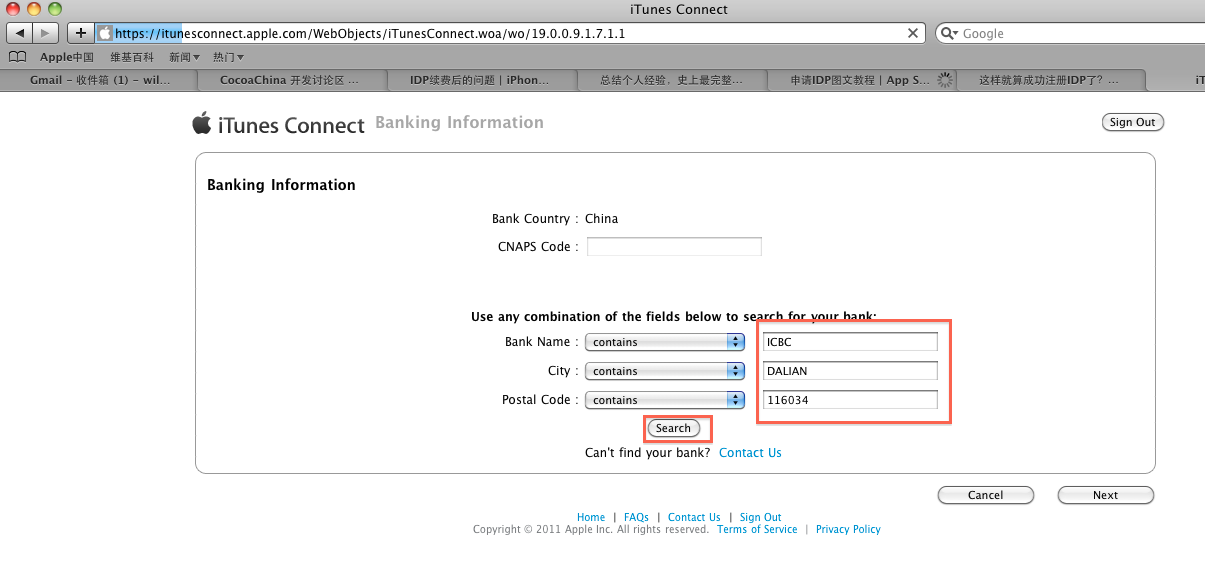 iTunes Connect
https://itunesconnect.apple.com/WebObjects/iTunesConnect.woa/wo/19.0.0.9.1.7.1.1
Google
Apple中国 维基百科 新闻 热门
Gmail – 收件箱 (1) – wil... CocoaChina 开发讨论区 ... IDP续费后的问题 | iPhon... 总结个人经验，史上最完整... 申请IDP图文教程 | App S... 这样就算成功注册IDP了？... iT
iTunes Connect Banking Information
Sign Out
Banking Information
Bank Country : China
CNAPS Code :
Use any combination of the fields below to search for your bank:
Bank Name : contains ICBC
City : contains DALIAN
Postal Code : contains 116034
Search
Can't find your bank? Contact Us
Cancel Next
Home | FAQs | Contact Us | Sign Out
Copyright © 2011 Apple Inc. All rights reserved. Terms of Service | Privacy Policy